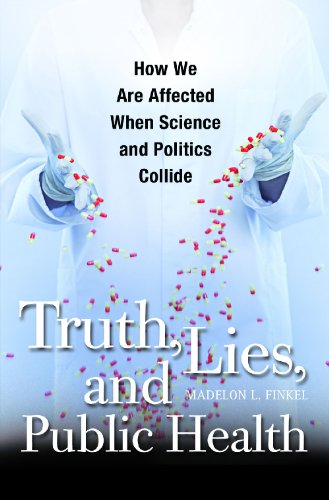 How We
Are Affected
When Science
and Politics
Collide
Truth,
Lies,
and
MADELON L. FINKEL
Public Health